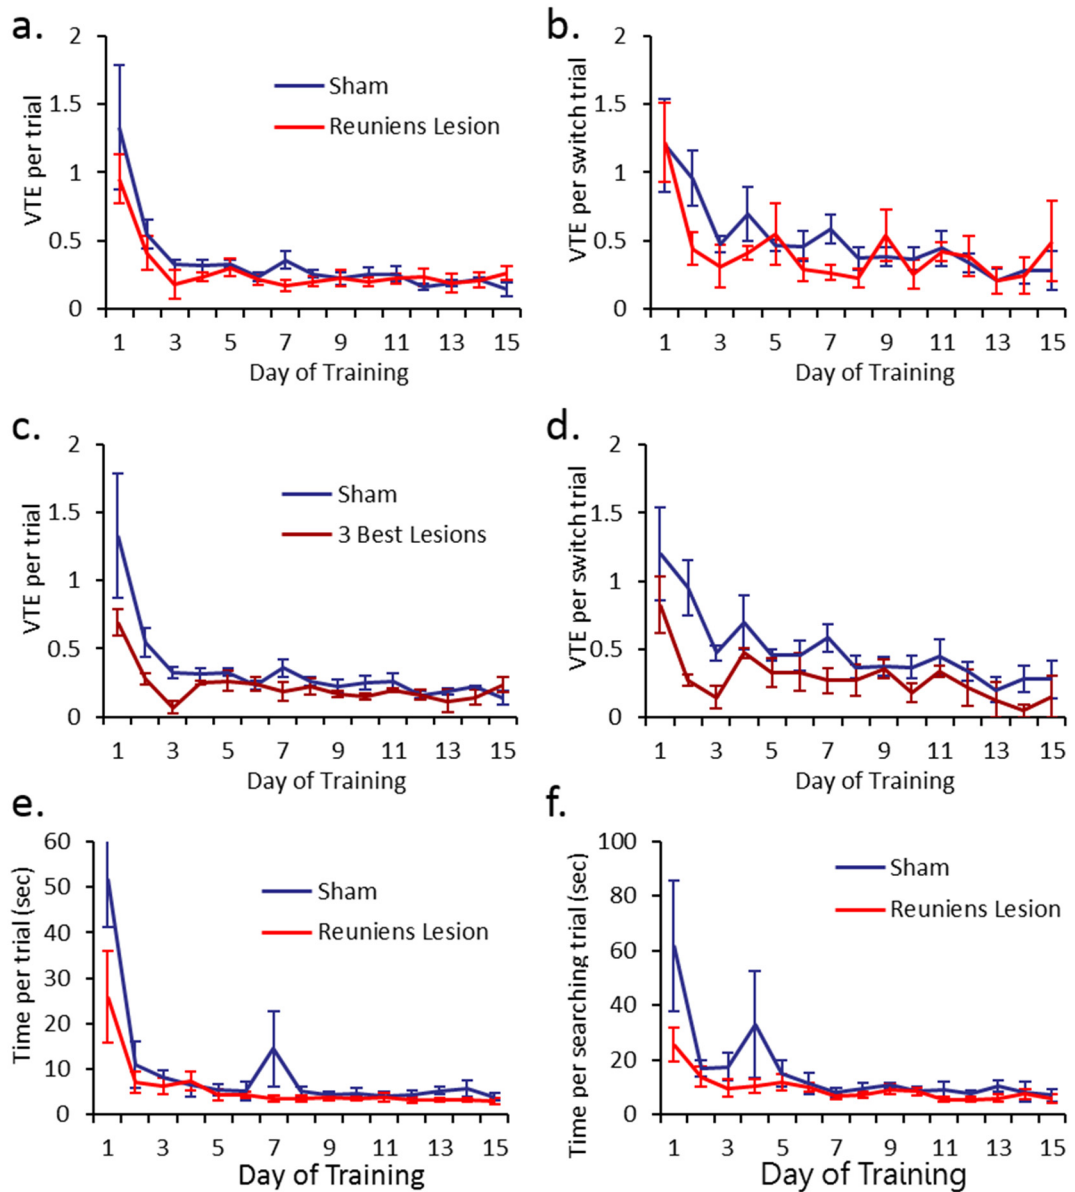 a.
VTE per trial
2
1.5
1
0.5
0
Sham
Reuniens Lesion
1 3 5 7 9 11 13 15
Day of Training
b.
VTE per switch trial
2
1.5
1
0.5
0
1 3 5 7 9 11 13 15
Day of Training
c.
VTE per trial
2
1.5
1
0.5
0
Sham
3 Best Lesions
1 3 5 7 9 11 13 15
Day of Training
d.
VTE per switch trial
2
1.5
1
0.5
0
1 3 5 7 9 11 13 15
Day of Training
e.
Time per trial (sec)
60
50
40
30
20
10
0
Sham
Reuniens Lesion
1 3 5 7 9 11 13 15
Day of Training
f.
Time per searching trial (sec)
100
80
60
40
20
0
Sham
Reuniens Lesion
1 3 5 7 9 11 13 15
Day of Training